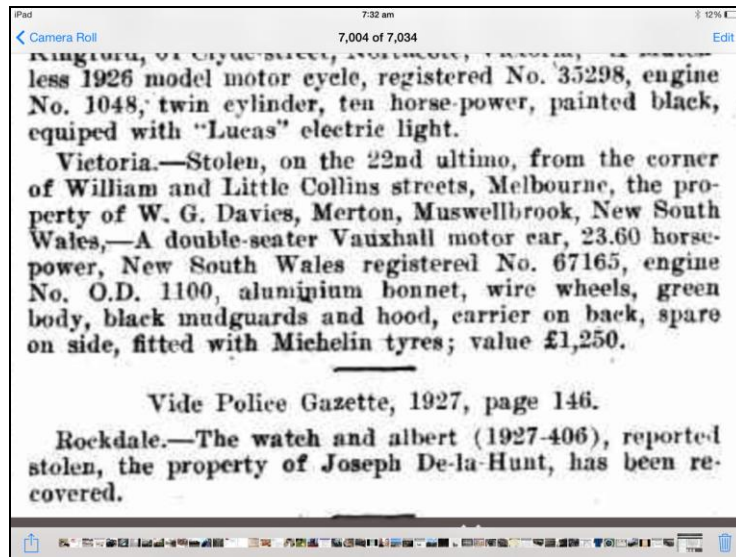 iPad 7:32 am 12%
Camera Roll 7,004 of 7,034 Edit
less 1926 model motor cycle, registered No. 35298, engine
No. 1048, twin cylinder, ten horse-power, painted black,
equiped with "Lucas" electric light.
Victoria.—Stolen, on the 22nd ultimo, from the corner
of William and Little Collins streets, Melbourne, the pro-
perty of W. G. Davies, Merton, Muswellbrook, New South
Wales,—A double-seater Vauxhall motor car, 23.60 horse-
power, New South Wales registered No. 67165, engine
No. O.D. 1100, aluminium bonnet, wire wheels, green
body, black mudguards and hood, carrier on back, spare
on side, fitted with Michelin tyres; value £1,250.
Vide Police Gazette, 1927, page 146.
Rockdale.—The watch and albert (1927-406), reported
stolen, the property of Joseph De-la-Hunt, has been re-
covered.